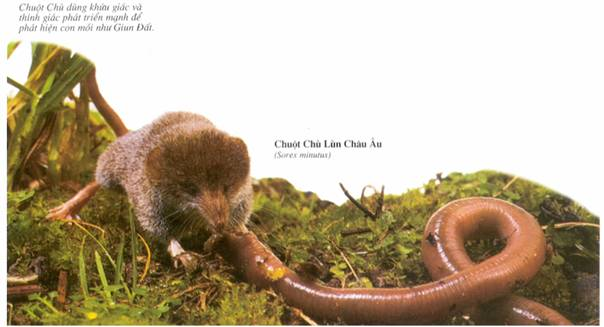 Chuột Chù dùng khứu giác và
thính giác phát triển mạnh để
phát hiện con mồi như Giun Đất.
Chuột Chù Lùn Châu Âu
(Sorex minutus)